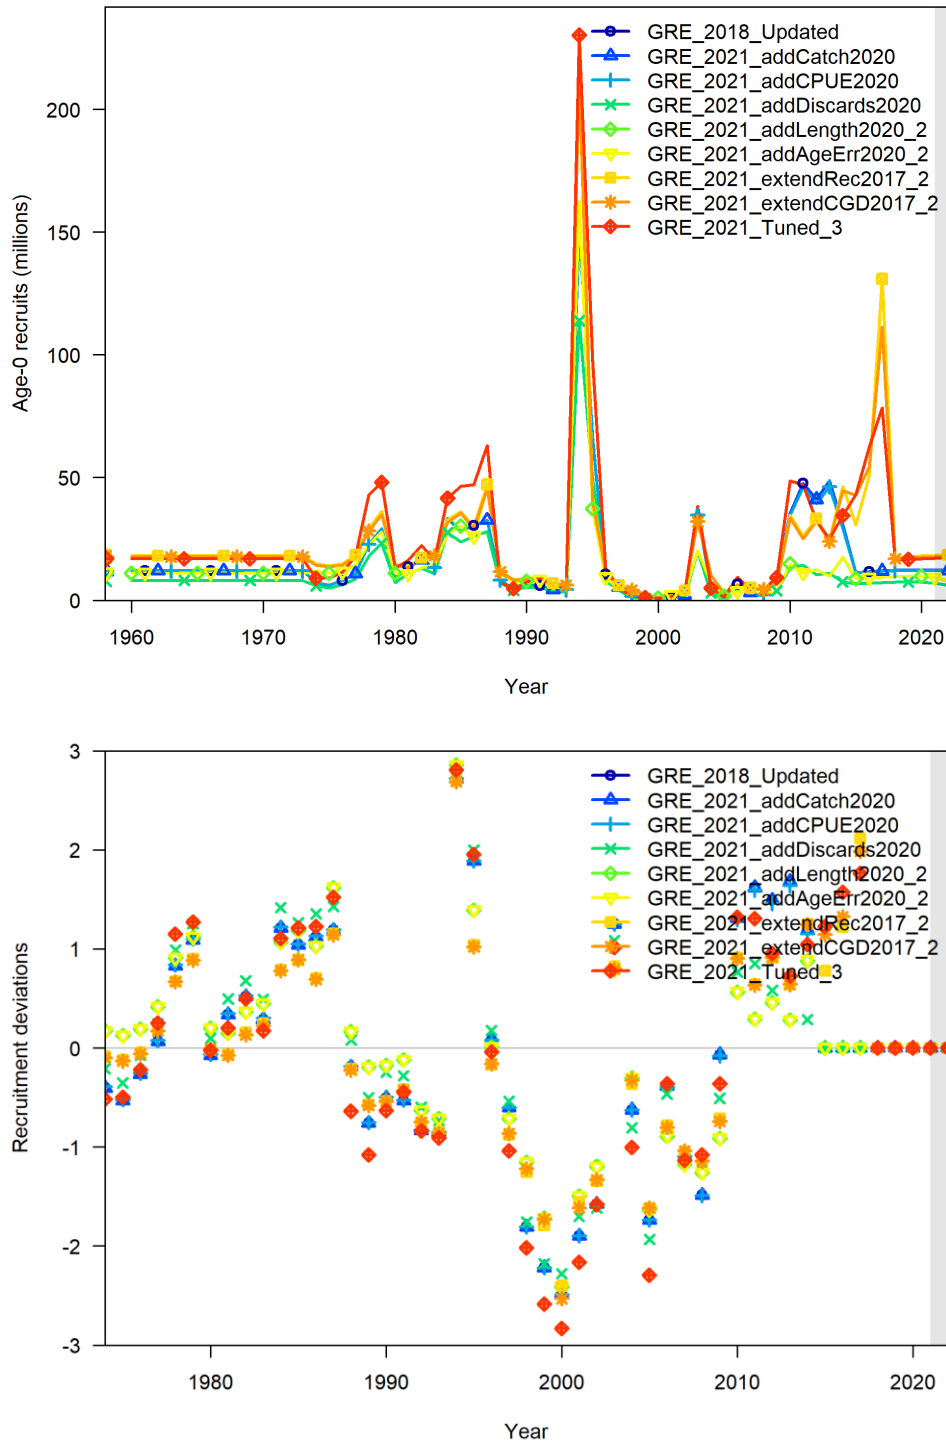 GRE_2018_Updated
GRE_2021_addCatch2020
GRE_2021_addCPUE2020
GRE_2021_addDiscards2020
GRE_2021_addLength2020_2
GRE_2021_addAgeErr2020_2
GRE_2021_extendRec2017_2
GRE_2021_extendCGD2017_2
GRE_2021_Tuned_3
Age-0 recruits (millions)
200
150
100
50
0
1960 1970 1980 1990 2000 2010 2020
Year
GRE_2018_Updated
GRE_2021_addCatch2020
GRE_2021_addCPUE2020
GRE_2021_addDiscards2020
GRE_2021_addLength2020_2
GRE_2021_addAgeErr2020_2
GRE_2021_extendRec2017_2
GRE_2021_extendCGD2017_2
GRE_2021_Tuned_3
Recruitment deviations
3
2
1
0
-1
-2
-3
1980 1990 2000 2010 2020
Year